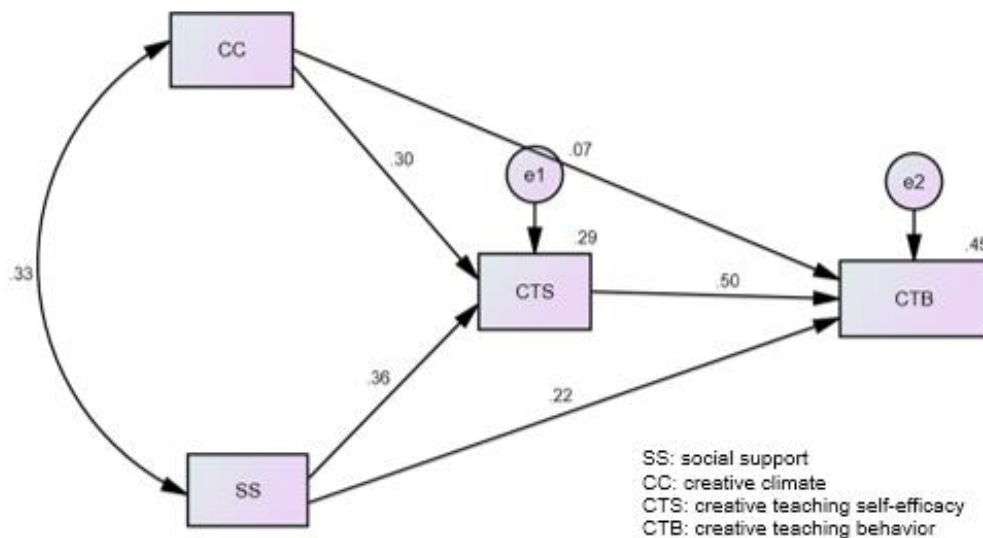 CC
.07
.30
e1
e2
.33
.29
.45
CTS
.50
CTB
.36
.22
SS
SS: social support
CC: creative climate
CTS: creative teaching self-efficacy
CTB: creative teaching behavior